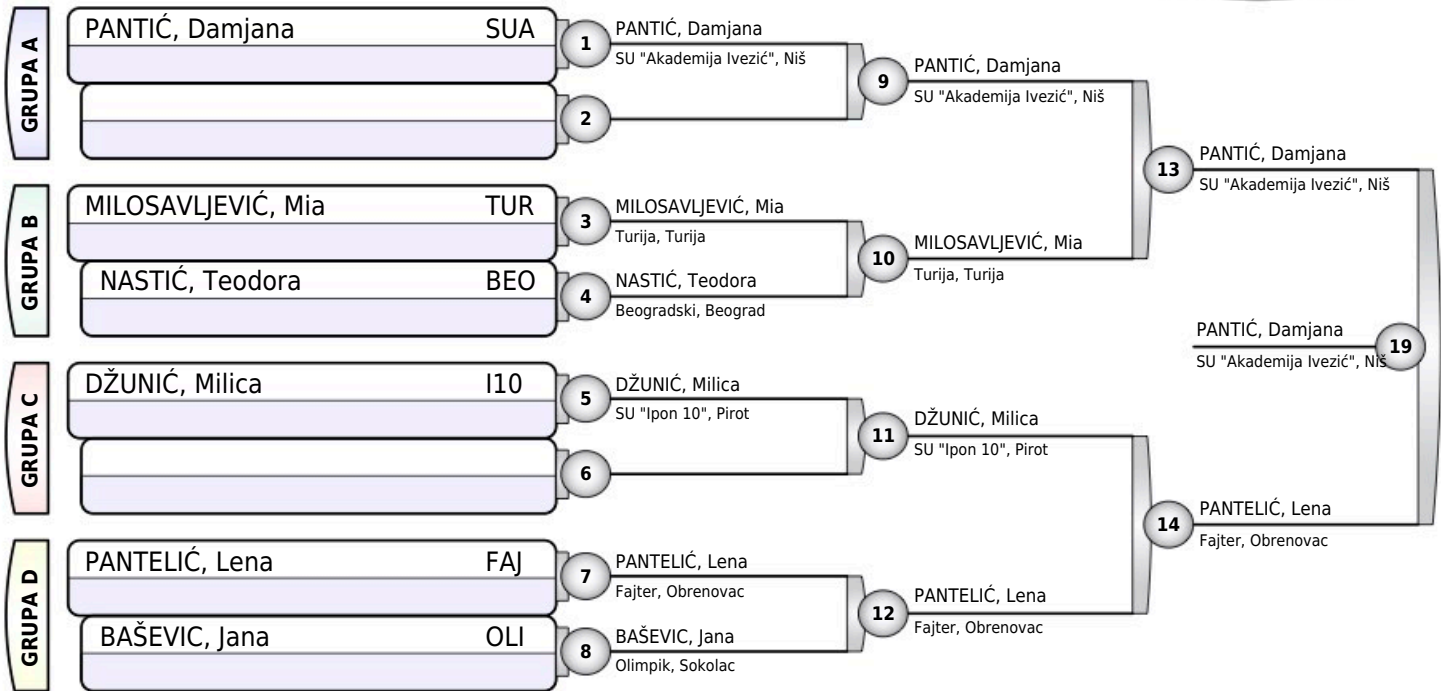 GRUPA A
PANTIĆ, Damjana SUA
1
PANTIĆ, Damjana
SU "Akademija Ivezić", Niš
2
9
PANTIĆ, Damjana
SU "Akademija Ivezić", Niš
GRUPA B
MILOSAVLJEVIĆ, Mia TUR
3
MILOSAVLJEVIĆ, Mia
Turija, Turija
NASTIĆ, Teodora BEO
4
NASTIĆ, Teodora
Beogradski, Beograd
10
MILOSAVLJEVIĆ, Mia
Turija, Turija
13
PANTIĆ, Damjana
SU "Akademija Ivezić", Niš
GRUPA C
DŽUNIĆ, Milica I10
5
DŽUNIĆ, Milica
SU "Ipon 10", Pirot
6
11
DŽUNIĆ, Milica
SU "Ipon 10", Pirot
GRUPA D
PANTELIĆ, Lena FAJ
7
PANTELIĆ, Lena
Fajter, Obrenovac
BAŠEVIC, Jana OLI
8
BAŠEVIC, Jana
Olimpik, Sokolac
12
PANTELIĆ, Lena
Fajter, Obrenovac
14
PANTELIĆ, Lena
Fajter, Obrenovac
PANTIĆ, Damjana
SU "Akademija Ivezić", Niš
19